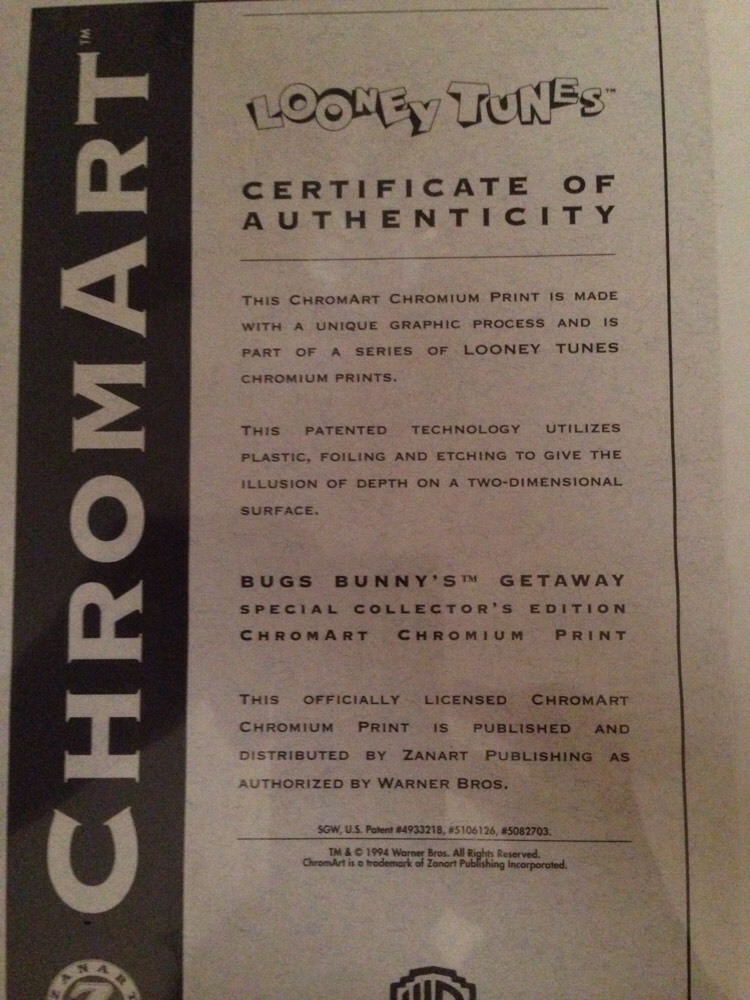 CHROMART™
LOONEY TUNES™
CERTIFICATE OF
AUTHENTICITY
THIS CHROMART CHROMIUM PRINT IS MADE
WITH A UNIQUE GRAPHIC PROCESS AND IS
PART OF A SERIES OF LOONEY TUNES
CHROMIUM PRINTS.
THIS PATENTED TECHNOLOGY UTILIZES
PLASTIC, FOILING AND ETCHING TO GIVE THE
ILLUSION OF DEPTH ON A TWO-DIMENSIONAL
SURFACE.
BUGS BUNNY'S™ GETAWAY
SPECIAL COLLECTOR'S EDITION
CHROMART CHROMIUM PRINT
THIS OFFICIALLY LICENSED CHROMART
CHROMIUM PRINT IS PUBLISHED AND
DISTRIBUTED BY ZANART PUBLISHING AS
AUTHORIZED BY WARNER BROS.
SGW, U.S. Patent #4933218, #5106126, #5082703.
TM & © 1994 Warner Bros. All Rights Reserved.
ChromArt is a trademark of Zanart Publishing Incorporated.
ZANART
WB